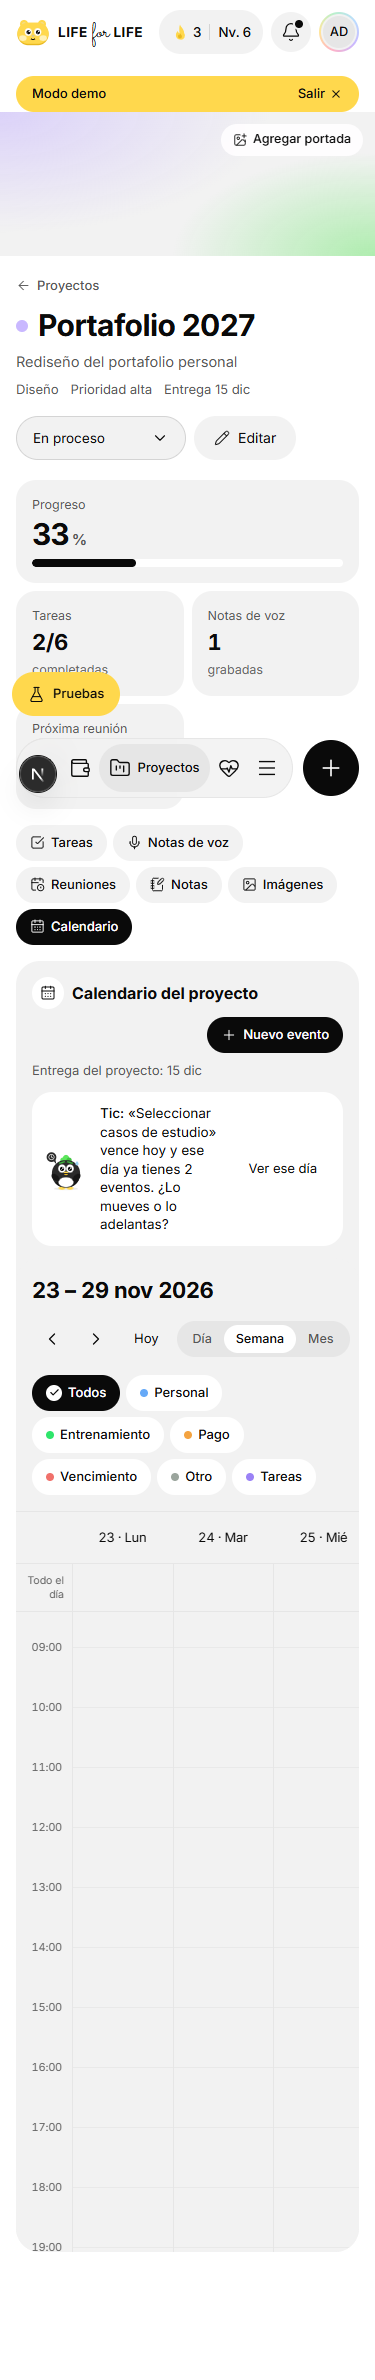 LIFE for LIFE
3
Nv. 6
AD
Modo demo
Salir
Agregar portada
Proyectos
Portafolio 2027
Rediseño del portafolio personal
Diseño Prioridad alta Entrega 15 dic
En proceso
Editar
Progreso
33 %
Tareas
2/6
completadas
Notas de voz
1
grabadas
Pruebas
Próxima reunión
N
Proyectos
Tareas
Notas de voz
Reuniones
Notas
Imágenes
Calendario
Calendario del proyecto
Nuevo evento
Entrega del proyecto: 15 dic
Tic: «Seleccionar
casos de estudio»
vence hoy y ese
día ya tienes 2
eventos. ¿Lo
mueves o lo
adelantas?
Ver ese día
23 – 29 nov 2026
Hoy
Día
Semana
Mes
Todos
Personal
Entrenamiento
Pago
Vencimiento
Otro
Tareas
23 · Lun
24 · Mar
25 · Mié
Todo el
día
09:00
10:00
11:00
12:00
13:00
14:00
15:00
16:00
17:00
18:00
19:00